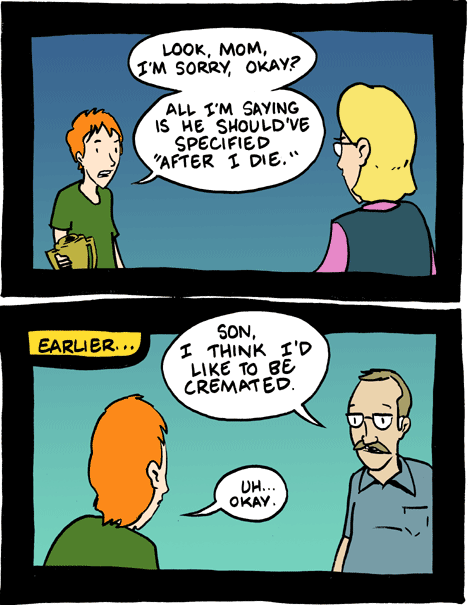 LOOK, MOM,
I'M SORRY, OKAY?
ALL I'M SAYING
IS HE SHOULD'VE
SPECIFIED
"AFTER I DIE."
EARLIER...
SON,
I THINK I'D
LIKE TO BE
CREMATED.
UH...
OKAY.